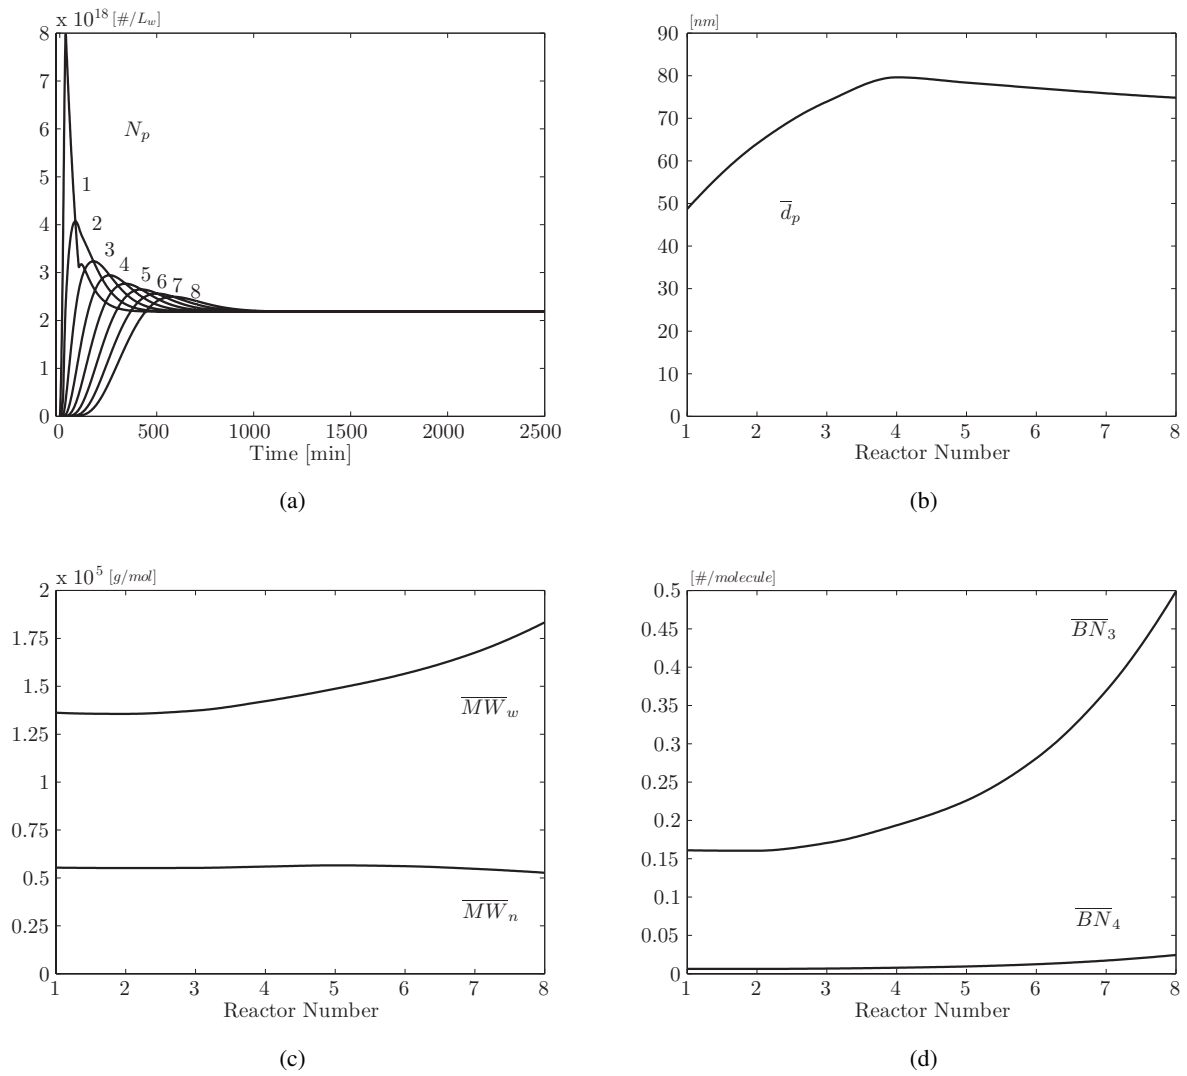 x 10^18 [#/L_w]
8
7
6
5
4
3
2
1
0
N_p
1
2
3
4
5
6
7
8
0 500 1000 1500 2000 2500
Time [min]
(a)
[nm]
90
80
70
60
50
40
30
20
10
0
d̅_p
1 2 3 4 5 6 7 8
Reactor Number
(b)
x 10^5 [g/mol]
2
1.75
1.5
1.25
1
0.75
0.5
0.25
0
M̅W̅_w
M̅W̅_n
1 2 3 4 5 6 7 8
Reactor Number
(c)
[#/molecule]
0.5
0.45
0.4
0.35
0.3
0.25
0.2
0.15
0.1
0.05
0
B̅N̅_3
B̅N̅_4
1 2 3 4 5 6 7 8
Reactor Number
(d)